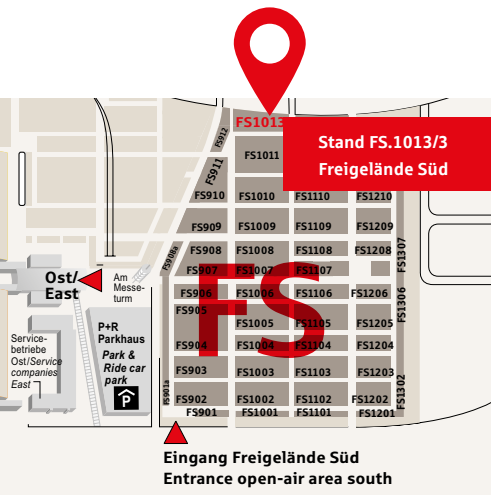 FS1013
Stand FS.1013/3
Freigelände Süd
FS912
FS1011
FS911
FS910 FS1010 FS1110 FS1210
FS909 FS1009 FS1109 FS1209
FS908a FS908 FS1008 FS1108 FS1208
FS1307
FS907 FS1007 FS1107
Ost/
East
Am
Messe-
turm
FS906 FS1006 FS1106 FS1206
FS1306
FS
FS905
FS1005 FS1105 FS1205
P+R
Parkhaus
Park &
Ride car
park
P
Service-
betriebe
Ost/Service
companies
East
FS904 FS1004 FS1104 FS1204
FS903 FS1003 FS1103 FS1203
FS901a
FS1302
FS902 FS1002 FS1102 FS1202
FS901 FS1001 FS1101 FS1201
Eingang Freigelände Süd
Entrance open-air area south